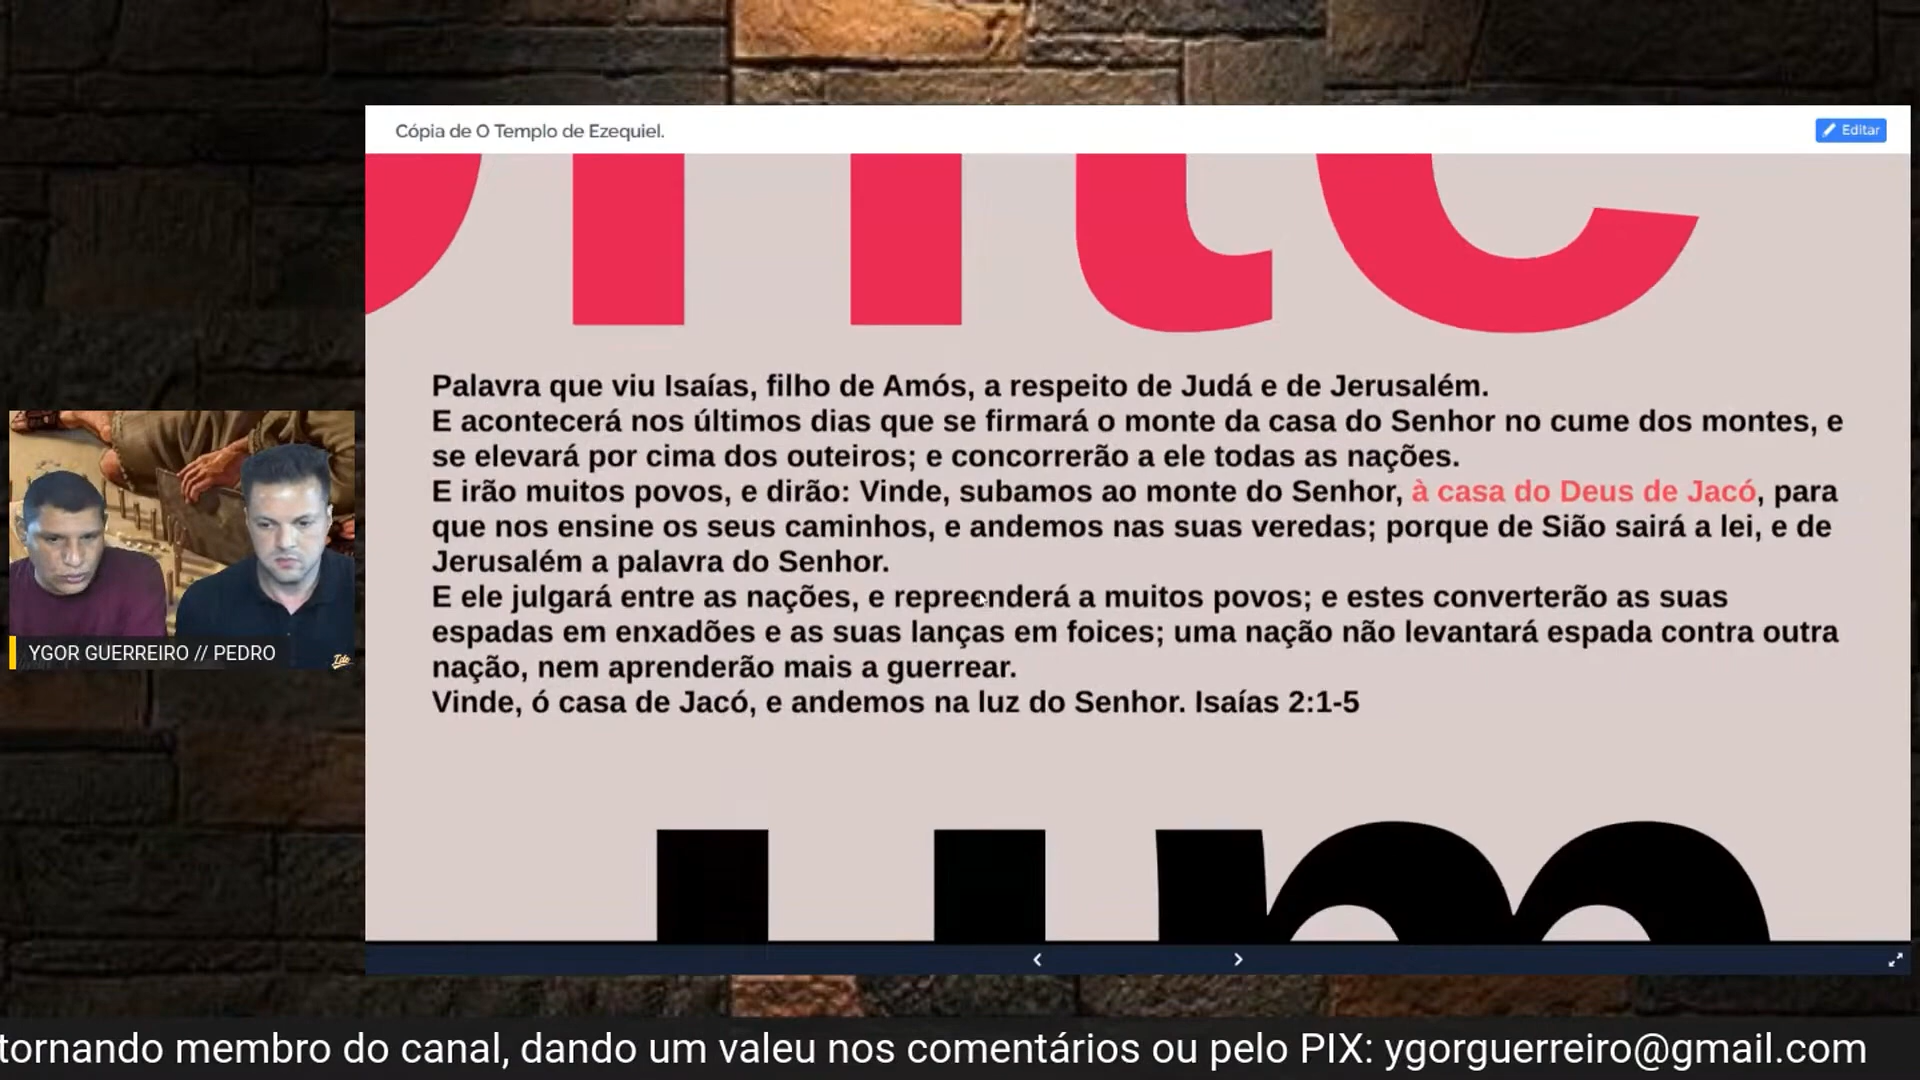 Cópia de O Templo de Ezequiel.
Editar
onte
Palavra que viu Isaías, filho de Amós, a respeito de Judá e de Jerusalém.
E acontecerá nos últimos dias que se firmará o monte da casa do Senhor no cume dos montes, e
se elevará por cima dos outeiros; e concorrerão a ele todas as nações.
E irão muitos povos, e dirão: Vinde, subamos ao monte do Senhor, à casa do Deus de Jacó, para
que nos ensine os seus caminhos, e andemos nas suas veredas; porque de Sião sairá a lei, e de
Jerusalém a palavra do Senhor.
E ele julgará entre as nações, e repreenderá a muitos povos; e estes converterão as suas
espadas em enxadões e as suas lanças em foices; uma nação não levantará espada contra outra
nação, nem aprenderão mais a guerrear.
Vinde, ó casa de Jacó, e andemos na luz do Senhor. Isaías 2:1-5
um
YGOR GUERREIRO // PEDRO
tornando membro do canal, dando um valeu nos comentários ou pelo PIX: ygorguerreiro@gmail.com